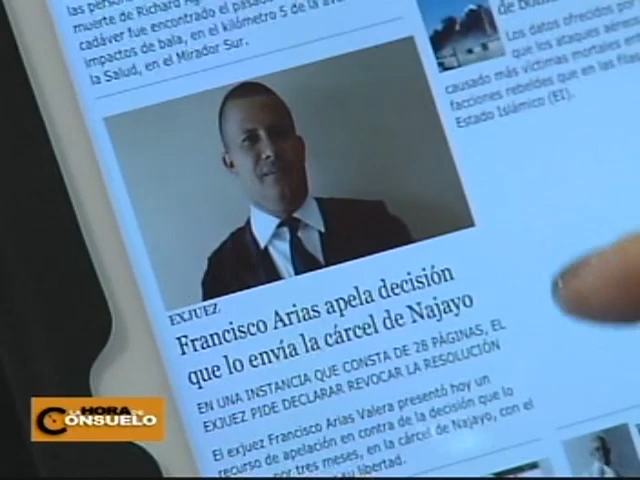 las person
muerte de Richard
cadáver fue encontrado el pasado
impactos de bala, en el kilómetro 5 de la
la Salud, en el Mirador Sur.
Los datos ofrecidos por
que los ataques
causado más víctimas mortales
facciones rebeldes que en las filas
Estado Islámico (EI).
EXJUEZ
Francisco Arias apela decisión
que lo envía la cárcel de Najayo
EN UNA INSTANCIA QUE CONSTA DE 28 PÁGINAS, EL
EXJUEZ PIDE DECLARAR REVOCAR LA RESOLUCIÓN
El exjuez Francisco Arias Valera presentó hoy un
recurso de apelación en contra de la decisión que lo
por tres meses, en la cárcel de Najayo, con el
su libertad.
LA HORA DE
CONSUELO